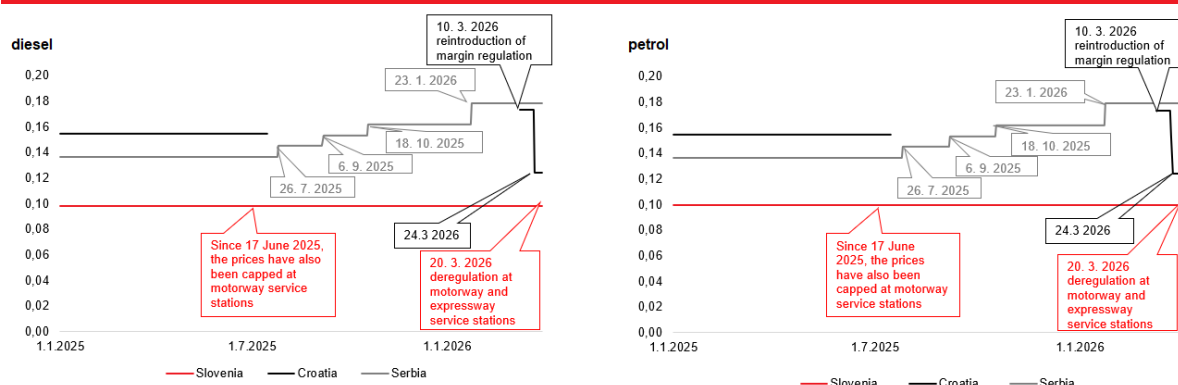 diesel
10. 3. 2026
reintroduction of
margin regulation
0,20
0,18
0,16
0,14
0,12
0,10
0,08
0,06
0,04
0,02
0,00
23. 1. 2026
18. 10. 2025
6. 9. 2025
26. 7. 2025
24.3 2026
Since 17 June 2025,
the prices have also
been capped at
motorway service
stations
20. 3. 2026
deregulation at
motorway and
expressway
service stations
1.1.2025
1.7.2025
1.1.2026
Slovenia
Croatia
Serbia
petrol
10. 3. 2026
reintroduction of
margin regulation
0,20
0,18
0,16
0,14
0,12
0,10
0,08
0,06
0,04
0,02
0,00
23. 1. 2026
18. 10. 2025
6. 9. 2025
26. 7. 2025
24.3 2026
Since 17 June
2025, the prices
have also been
capped at motorway
service stations
20. 3. 2026
deregulation at
motorway and
expressway
service stations
1.1.2025
1.7.2025
1.1.2026
Slovenia
Croatia
Serbia